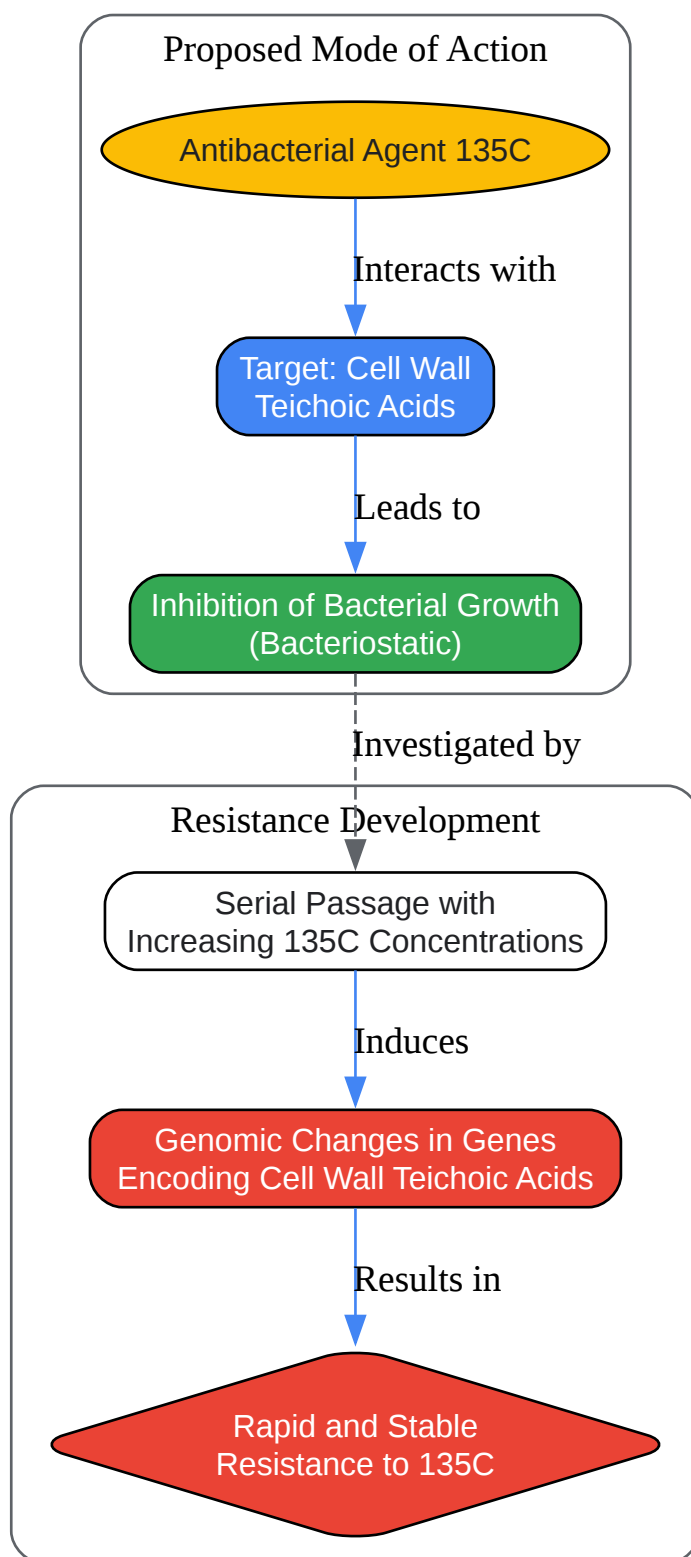 Proposed Mode of Action
Antibacterial Agent 135C
Interacts with
Target: Cell Wall
Teichoic Acids
Leads to
Inhibition of Bacterial Growth
(Bacteriostatic)
Investigated by
Resistance Development
Serial Passage with
Increasing 135C Concentrations
Induces
Genomic Changes in Genes
Encoding Cell Wall Teichoic Acids
Results in
Rapid and Stable
Resistance to 135C